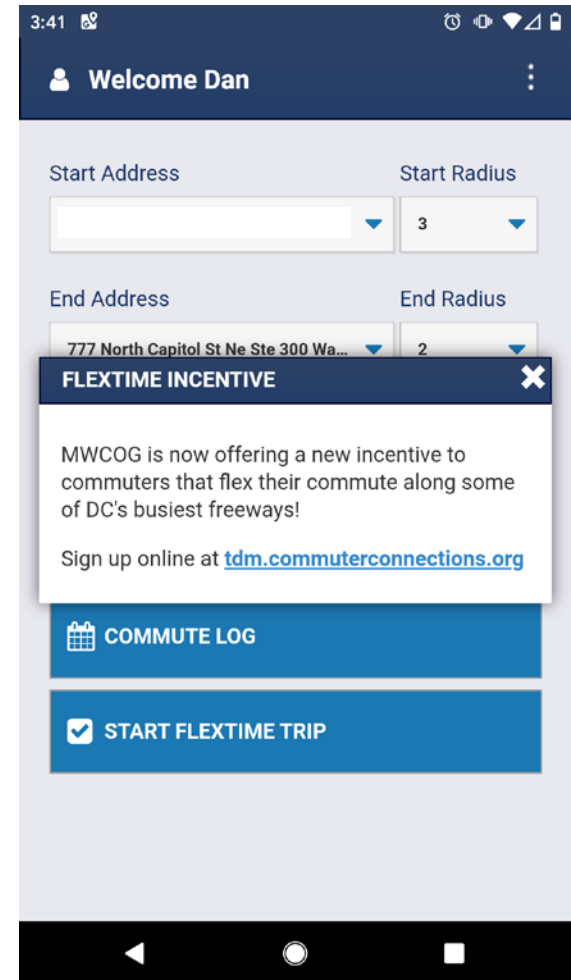 3:41
Welcome Dan
Start Address
Start Radius
3
End Address
End Radius
777 North Capitol St Ne Ste 300 Wa...
2
FLEXTIME INCENTIVE
MWCOG is now offering a new incentive to
commuters that flex their commute along some
of DC's busiest freeways!
Sign up online at tdm.commuterconnections.org
COMMUTE LOG
START FLEXTIME TRIP